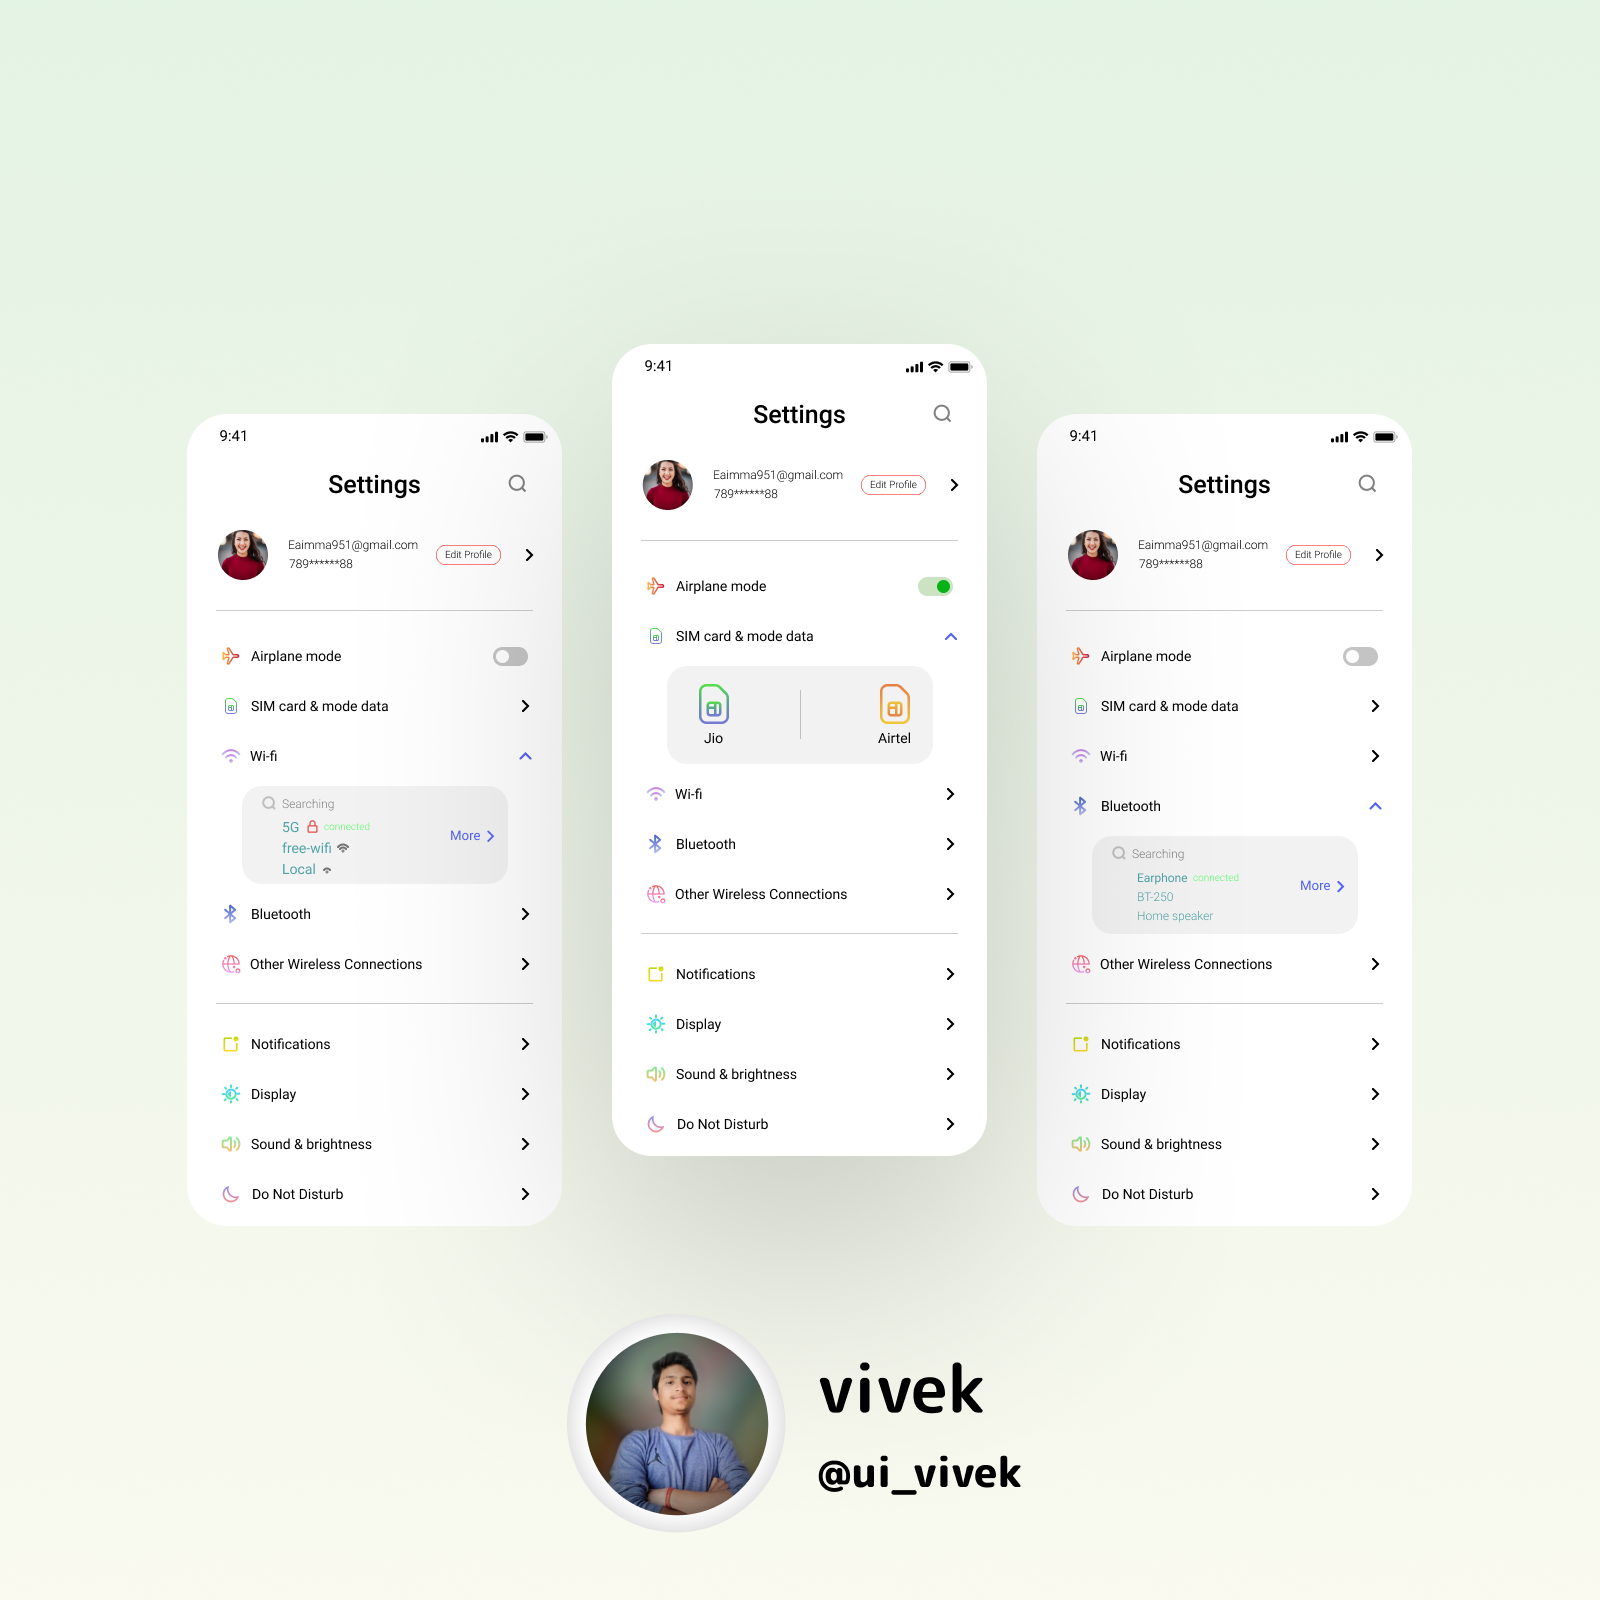 9:41
Settings
Eaimma951@gmail.com
789******88
Edit Profile
Airplane mode
SIM card & mode data
Wi-fi
Searching
5G connected
free-wifi
Local
More
Bluetooth
Other Wireless Connections
Notifications
Display
Sound & brightness
Do Not Disturb
9:41
Settings
Eaimma951@gmail.com
789******88
Edit Profile
Airplane mode
SIM card & mode data
Jio
Airtel
Wi-fi
Bluetooth
Other Wireless Connections
Notifications
Display
Sound & brightness
Do Not Disturb
9:41
Settings
Eaimma951@gmail.com
789******88
Edit Profile
Airplane mode
SIM card & mode data
Wi-fi
Bluetooth
Searching
Earphone connected
BT-250
Home speaker
More
Other Wireless Connections
Notifications
Display
Sound & brightness
Do Not Disturb
vivek
@ui_vivek